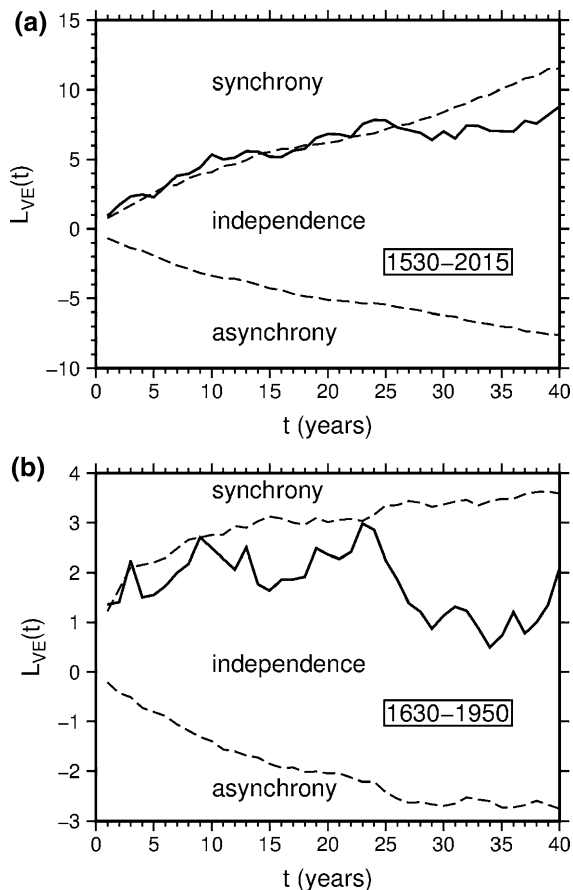 (a)
15
synchrony
10
5
L_VE(t)
independence
0
1530−2015
−5
asynchrony
−10
0 5 10 15 20 25 30 35 40
t (years)
(b)
4
synchrony
3
2
L_VE(t)
1
independence
0
1630−1950
−1
−2
asynchrony
−3
0 5 10 15 20 25 30 35 40
t (years)